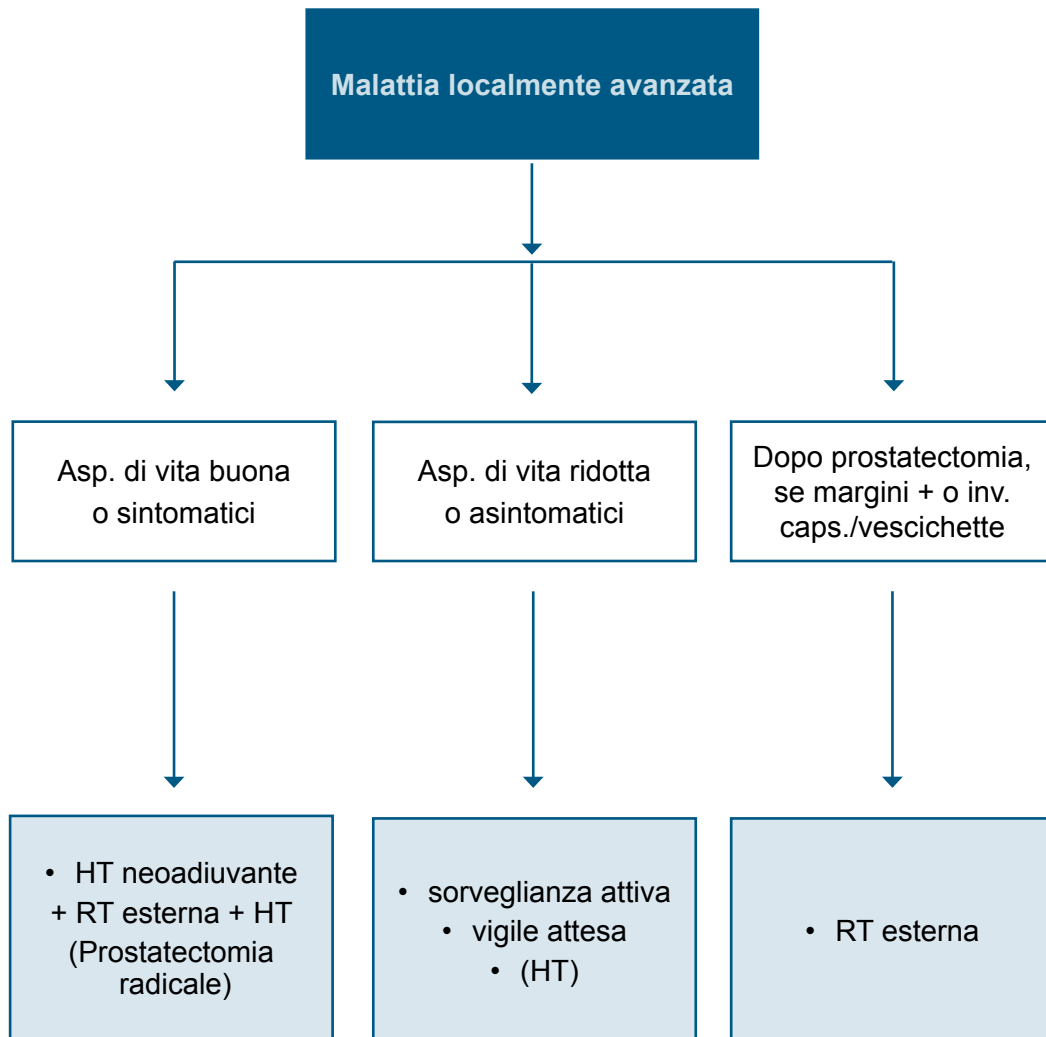 Malattia localmente avanzata
Asp. di vita buona
o sintomatici
Asp. di vita ridotta
o asintomatici
Dopo prostatectomia,
se margini + o inv.
caps./vescichette
• HT neoadiuvante
+ RT esterna + HT
(Prostatectomia
radicale)
• sorveglianza attiva
• vigile attesa
• (HT)
• RT esterna